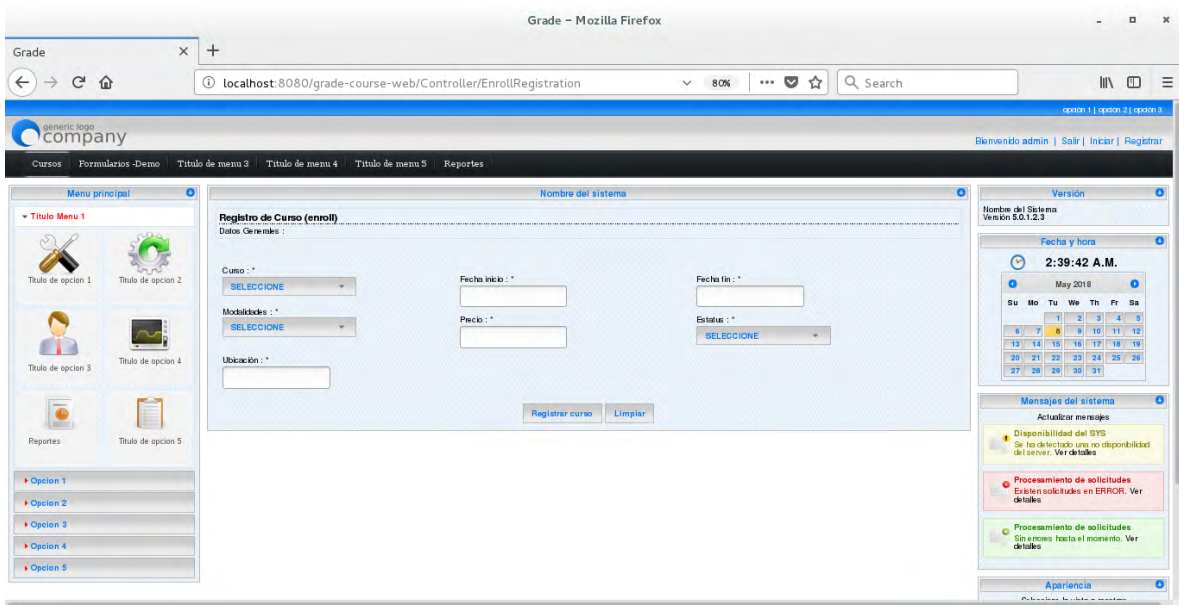 Grade - Mozilla Firefox
Grade
localhost:8080/grade-course-web/Controller/EnrollRegistration
80%
Search
opción 1 | opción 2 | opción 3
generic logo
company
Bienvenido admin | Salir | Iniciar | Registrar
Cursos Formularios -Demo Titulo de menu 3 Titulo de menu 4 Titulo de menu 5 Reportes
Menu principal
Titulo Menu 1
Titulo de opcion 1
Titulo de opcion 2
Titulo de opcion 3
Titulo de opcion 4
Reportes
Titulo de opcion 5
Opcion 1
Opcion 2
Opcion 3
Opcion 4
Opcion 5
Nombre del sistema
Registro de Curso (enroll)
Datos Generales :
Curso : *
SELECCIONE
Fecha inicio : *
Fecha fin : *
Modalidades : *
SELECCIONE
Precio : *
Estatus : *
SELECCIONE
Ubicación : *
Registrar curso Limpiar
Versión
Nombre del Sistema
Versión 5.0.1.2.3
Fecha y hora
2:39:42 A.M.
May 2018
Su Mo Tu We Th Fr Sa
1 2 3 4 5
6 7 8 9 10 11 12
13 14 15 16 17 18 19
20 21 22 23 24 25 26
27 28 29 30 31
Mensajes del sistema
Actualizar mensajes
Disponibilidad del SYS
Se ha detectado una no disponibilidad
del server. Ver detalles
Procesamiento de solicitudes
Existen solicitudes en ERROR. Ver
detalles
Procesamiento de solicitudes
Sin errores hasta el momento. Ver
detalles
Apariencia